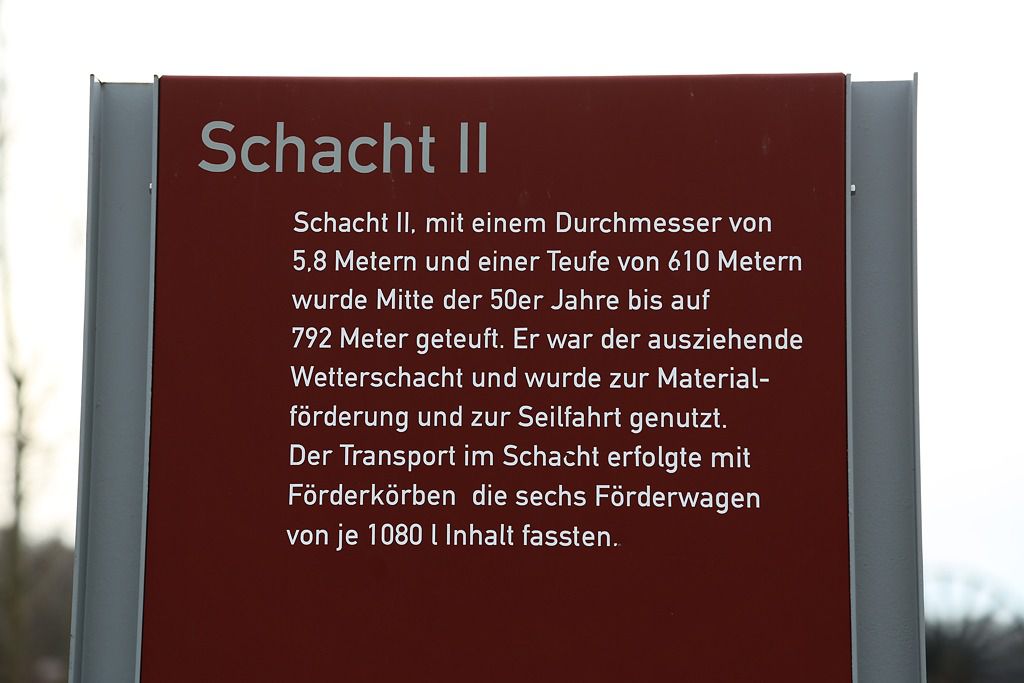 Schacht II
Schacht II, mit einem Durchmesser von
5,8 Metern und einer Teufe von 610 Metern
wurde Mitte der 50er Jahre bis auf
792 Meter geteuft. Er war der ausziehende
Wetterschacht und wurde zur Material-
förderung und zur Seilfahrt genutzt.
Der Transport im Schacht erfolgte mit
Förderkörben  die sechs Förderwagen
von je 1080 l Inhalt fassten.